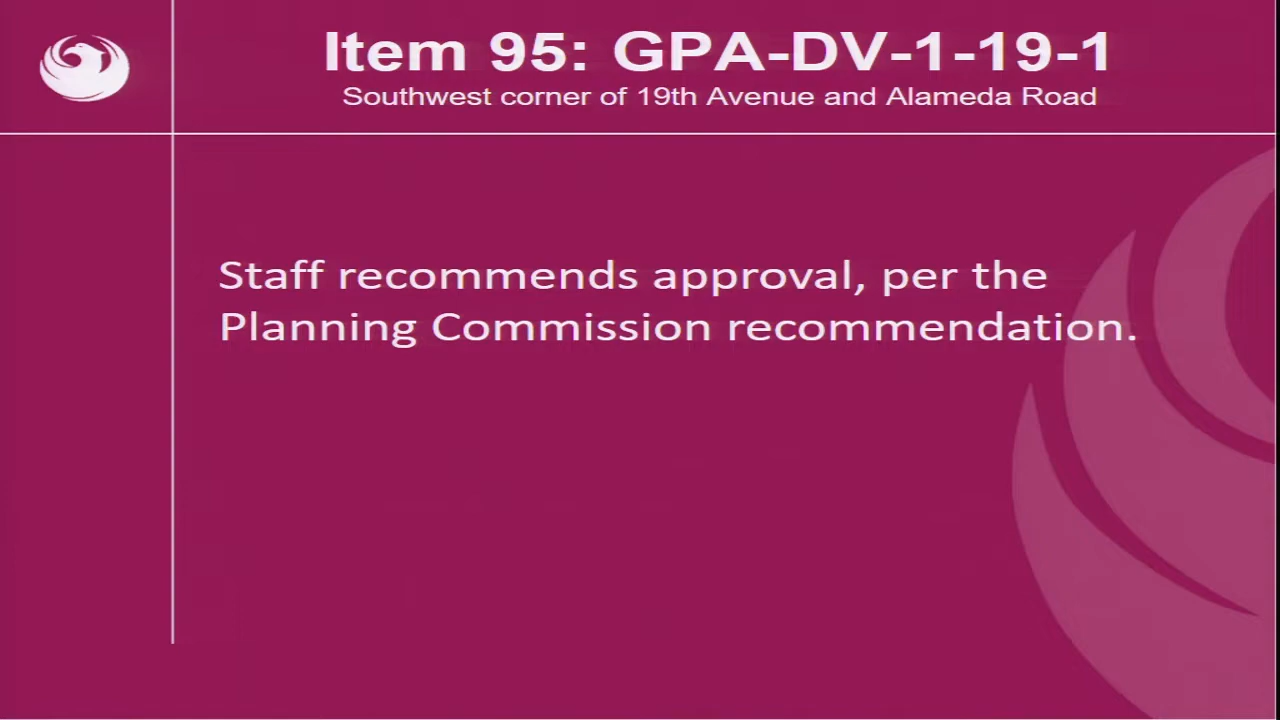 Item 95: GPA-DV-1-19-1
Southwest corner of 19th Avenue and Alameda Road
Staff recommends approval, per the
Planning Commission recommendation.